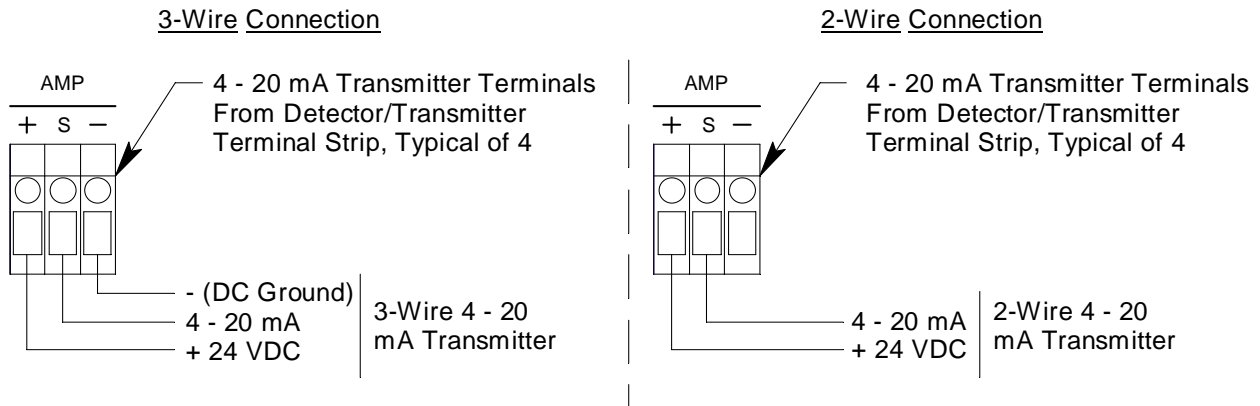 3-Wire Connection
AMP
+ S –
4 - 20 mA Transmitter Terminals
From Detector/Transmitter
Terminal Strip, Typical of 4
- (DC Ground)
4 - 20 mA
+ 24 VDC
3-Wire 4 - 20
mA Transmitter
2-Wire Connection
AMP
+ S –
4 - 20 mA Transmitter Terminals
From Detector/Transmitter
Terminal Strip, Typical of 4
4 - 20 mA
+ 24 VDC
2-Wire 4 - 20
mA Transmitter